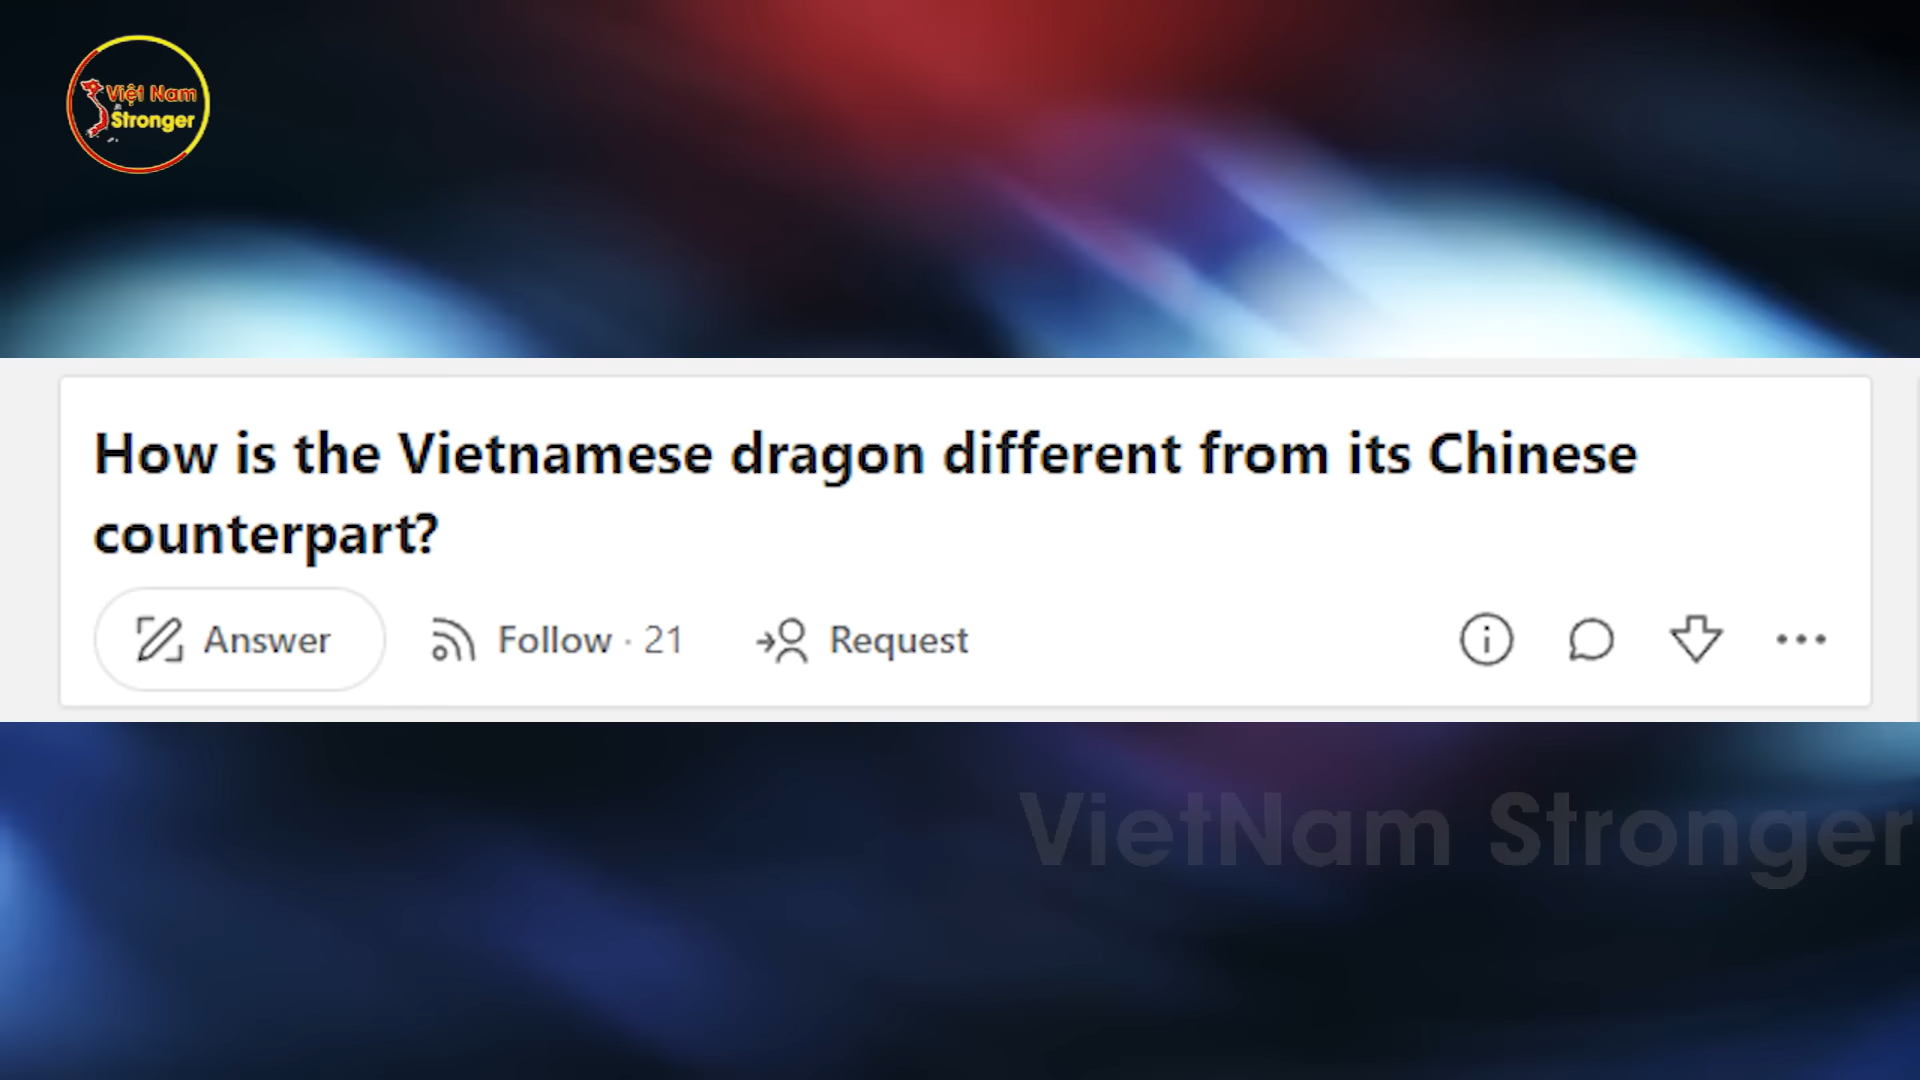 Việt Nam
Stronger
How is the Vietnamese dragon different from its Chinese
counterpart?
Answer
Follow · 21
Request
VietNam Stronger